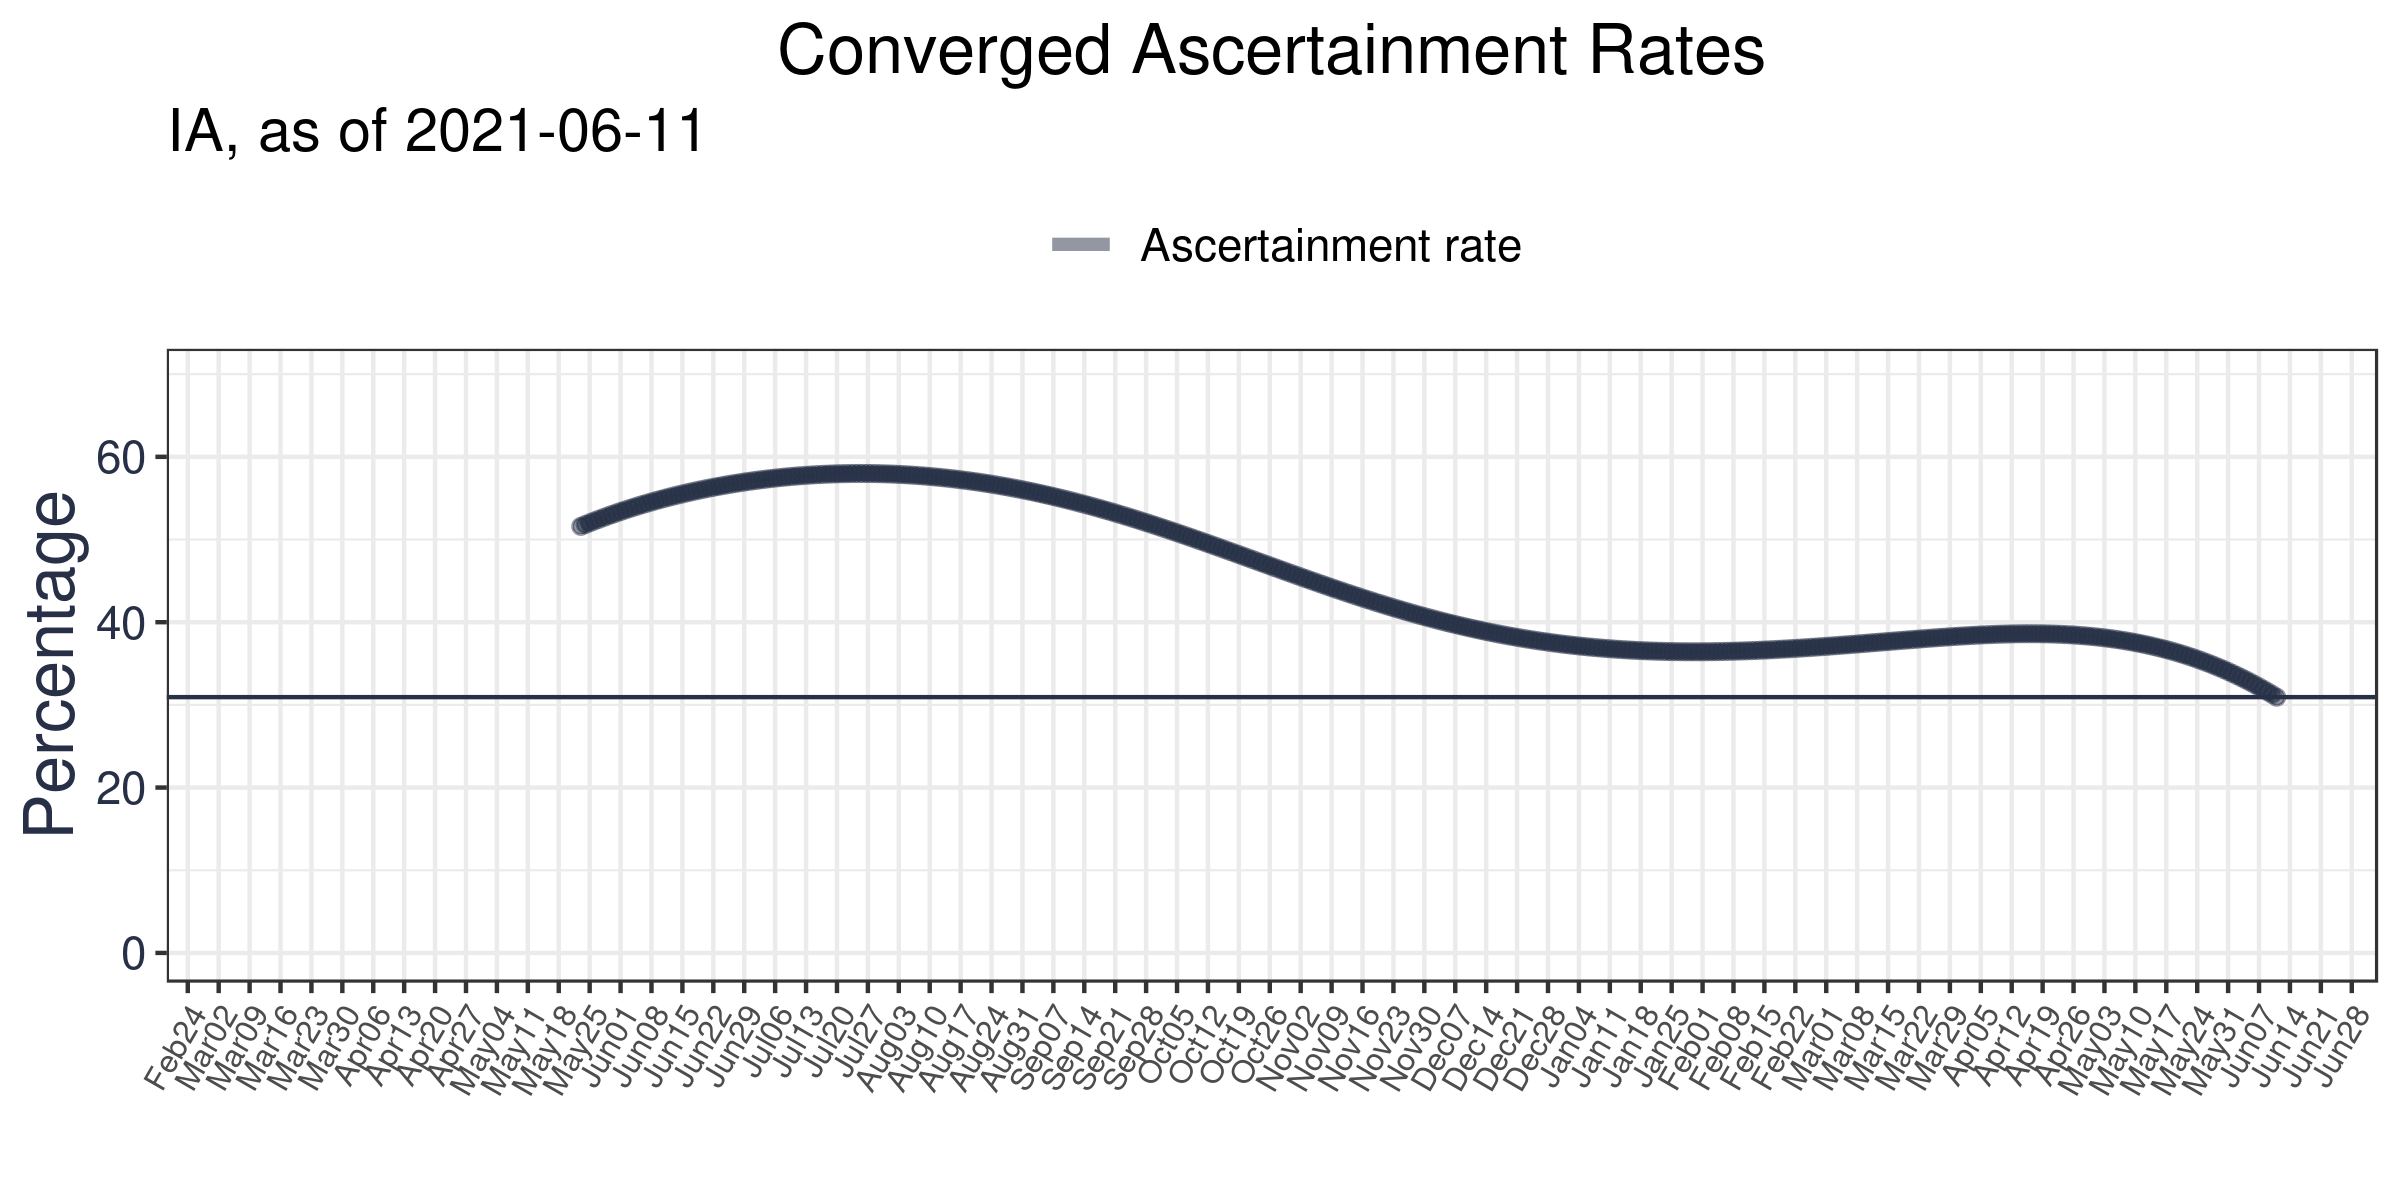 Converged Ascertainment Rates
IA, as of 2021-06-11
Ascertainment rate
Percentage
60
40
20
0
Feb24
Mar02
Mar09
Mar16
Mar23
Mar30
Apr06
Apr13
Apr20
Apr27
May04
May11
May18
May25
Jun01
Jun08
Jun15
Jun22
Jun29
Jul06
Jul13
Jul20
Jul27
Aug03
Aug10
Aug17
Aug24
Aug31
Sep07
Sep14
Sep21
Sep28
Oct05
Oct12
Oct19
Oct26
Nov02
Nov09
Nov16
Nov23
Nov30
Dec07
Dec14
Dec21
Dec28
Jan04
Jan11
Jan18
Jan25
Feb01
Feb08
Feb15
Feb22
Mar01
Mar08
Mar15
Mar22
Mar29
Apr05
Apr12
Apr19
Apr26
May03
May10
May17
May24
May31
Jun07
Jun14
Jun21
Jun28